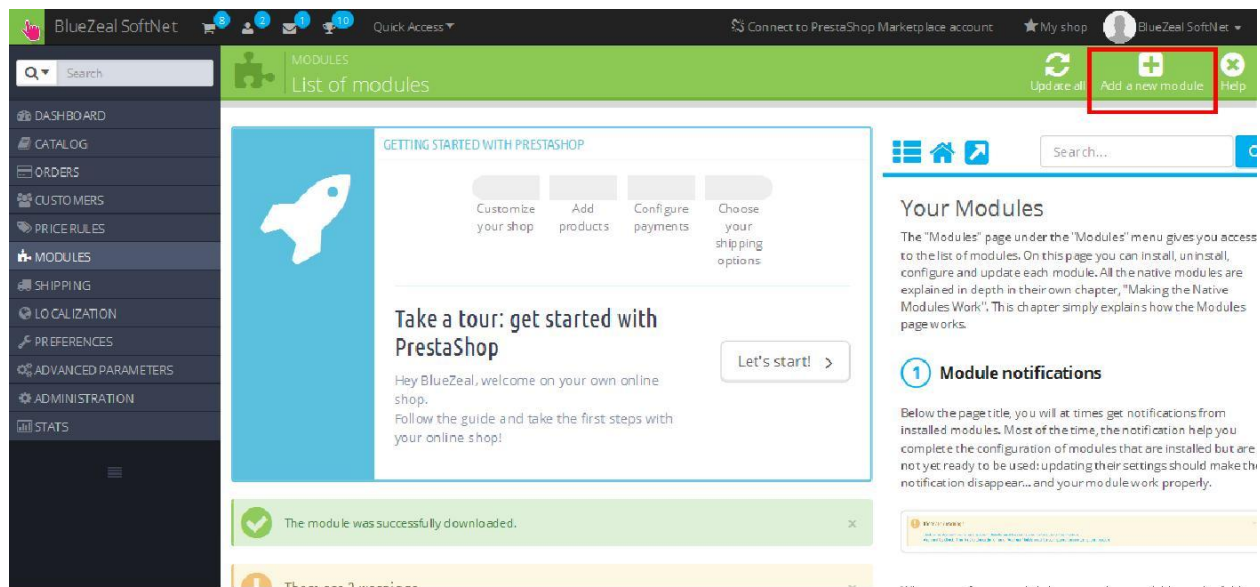 BlueZeal SoftNet 8 2 1 10 Quick Access Connect to PrestaShop Marketplace account My shop BlueZeal SoftNet
Search
MODULES
List of modules
Update all Add a new module Help
DASHBOARD
CATALOG
ORDERS
CUSTOMERS
PRICE RULES
MODULES
SHIPPING
LOCALIZATION
PREFERENCES
ADVANCED PARAMETERS
ADMINISTRATION
STATS
GETTING STARTED WITH PRESTASHOP
Customize your shop
Add products
Configure payments
Choose your shipping options
Take a tour: get started with
PrestaShop
Hey BlueZeal, welcome on your own online
shop.
Follow the guide and take the first steps with
your online shop!
Let's start! >
The module was successfully downloaded. ×
Search...
Your Modules
The "Modules" page under the "Modules" menu gives you access
to the list of modules. On this page you can install, uninstall,
configure and update each module. All the native modules are
explained in depth in their own chapter, "Making the Native
Modules Work". This chapter simply explains how the Modules
page works.
1 Module notifications
Below the page title, you will at times get notifications from
installed modules. Most of the time, the notification help you
complete the configuration of modules that are installed but are
not yet ready to be used: updating their settings should make the
notification disappear... and your module work properly.